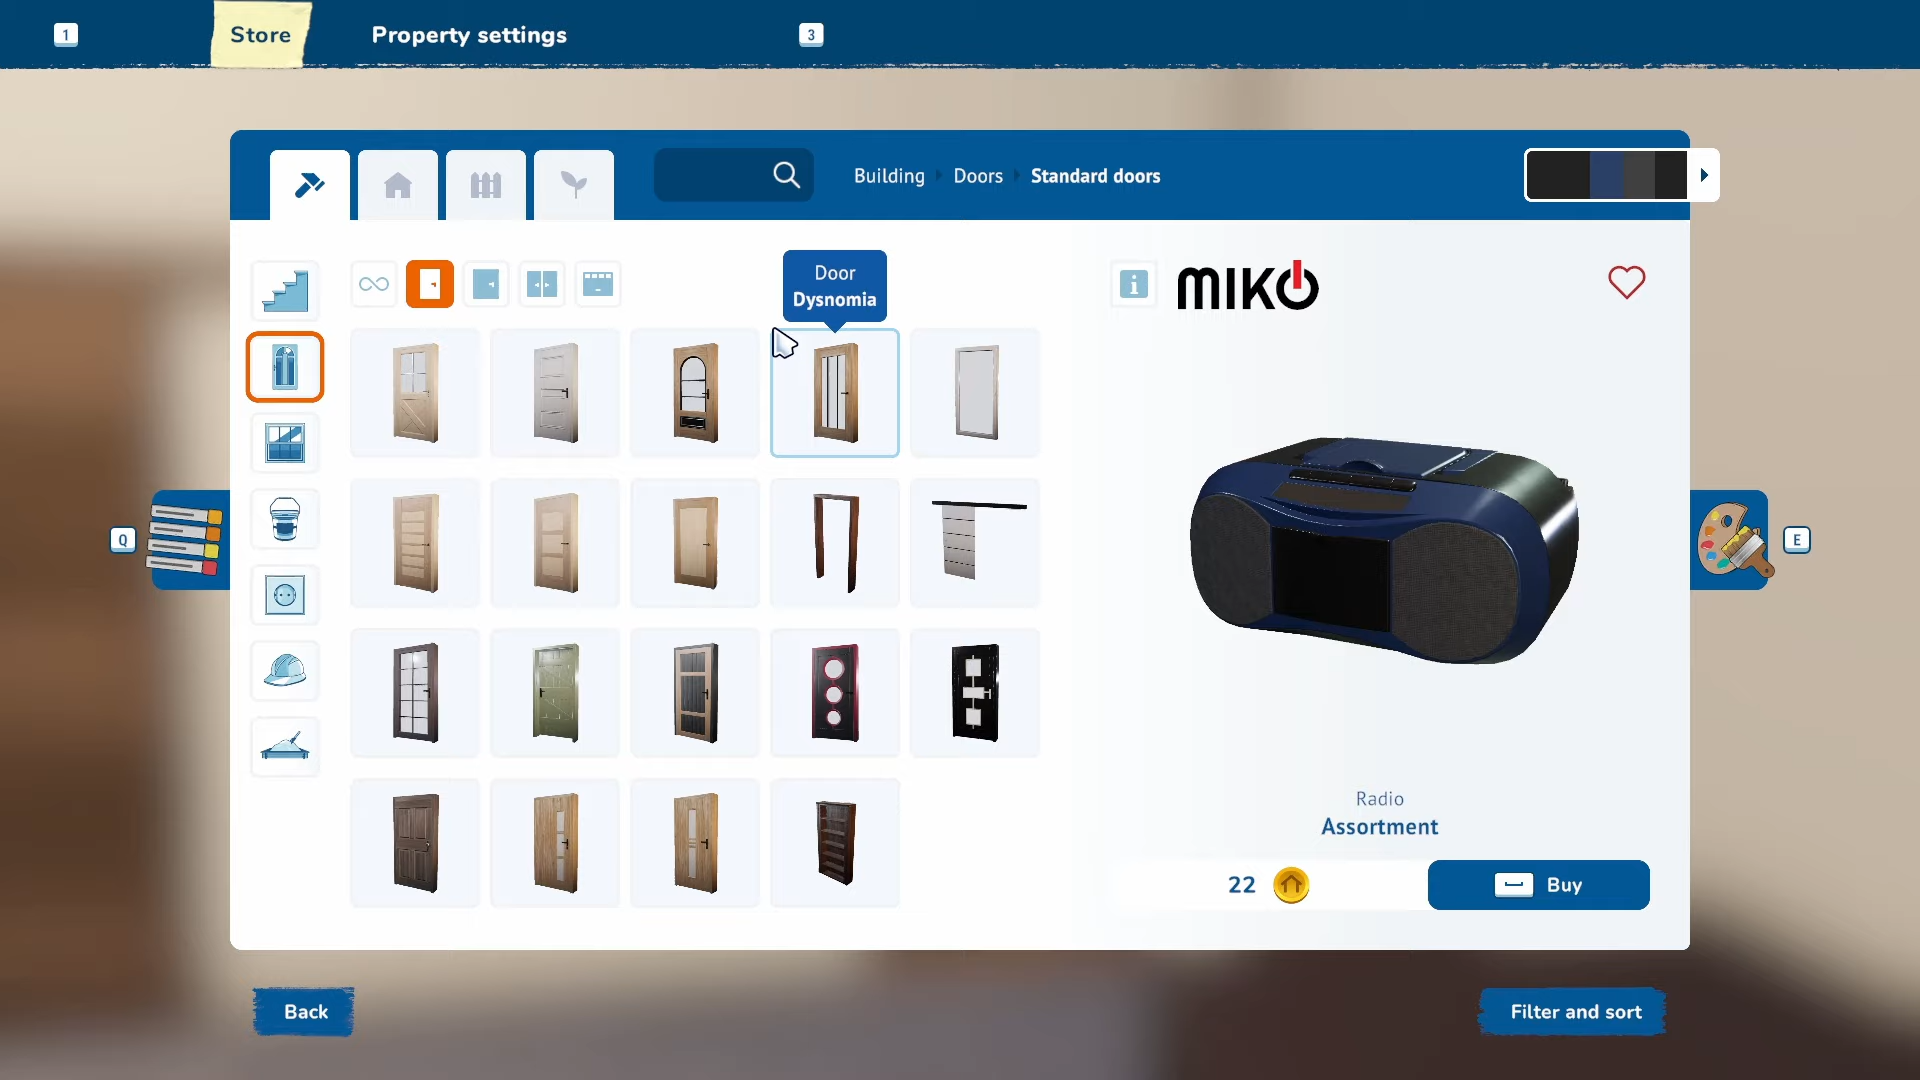 1
Store
Property settings
3
Building
Doors
Standard doors
Door
Dysnomia
MIKO
Q
E
Radio
Assortment
22
Buy
Back
Filter and sort